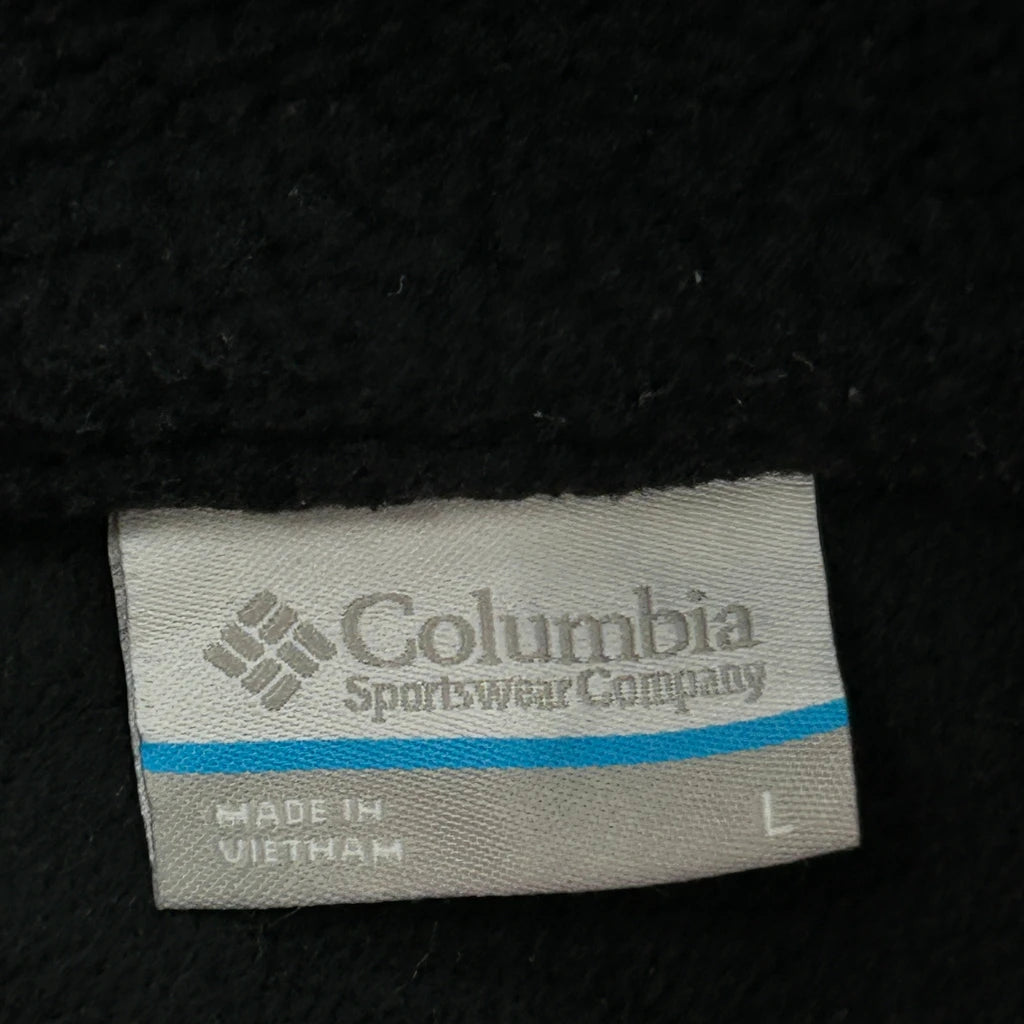 Columbia
Sportswear Company
MADE IN
VIETNAM
L